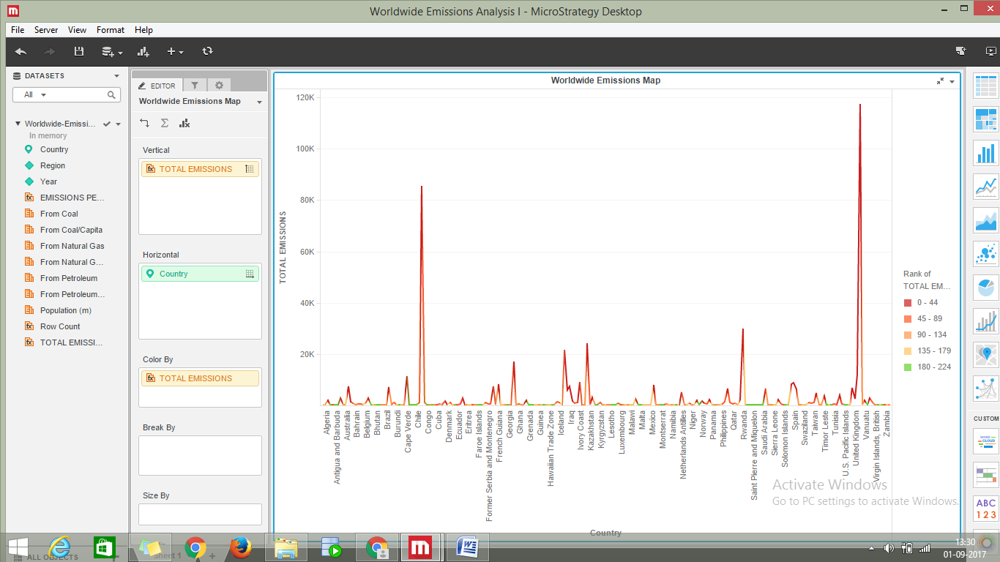 Worldwide Emissions Analysis I - MicroStrategy Desktop
File Server View Format Help
DATASETS
All
Worldwide-Emissi...
In memory
Country
Region
Year
EMISSIONS PE...
From Coal
From Coal/Capita
From Natural Gas
From Natural G...
From Petroleum
From Petroleum...
Population (m)
Row Count
TOTAL EMISSI...
ALL OBJECTS
EDITOR
Worldwide Emissions Map
Vertical
TOTAL EMISSIONS
Horizontal
Country
Color By
TOTAL EMISSIONS
Break By
Size By
Sheet 1
Worldwide Emissions Map
TOTAL EMISSIONS
120K
100K
80K
60K
40K
20K
Algeria
Antigua and Barbuda
Australia
Bahrain
Belgium
Bhutan
Brazil
Burundi
Cape Verde
Chile
Congo
Cuba
Denmark
Ecuador
Eritrea
Faroe Islands
Former Serbia and Montenegro
French Guiana
Georgia
Ghana
Grenada
Guinea
Hawaiian Trade Zone
Iceland
Iraq
Ivory Coast
Kazakhstan
Kyrgyzstan
Lesotho
Luxembourg
Malawi
Malta
Mexico
Montserrat
Namibia
Netherlands Antilles
Niger
Norway
Panama
Philippines
Qatar
Rwanda
Saint Pierre and Miquelon
Saudi Arabia
Sierra Leone
Solomon Islands
Spain
Swaziland
Taiwan
Timor Leste
Tunisia
U.S. Pacific Islands
United Kingdom
Vanuatu
Virgin Islands, British
Zambia
Country
Rank of
TOTAL EM...
0 - 44
45 - 89
90 - 134
135 - 179
180 - 224
CUSTOM
WORD
CLOUD
ABC
123
Activate Windows
Go to PC settings to activate Windows.
13:30
01-09-2017